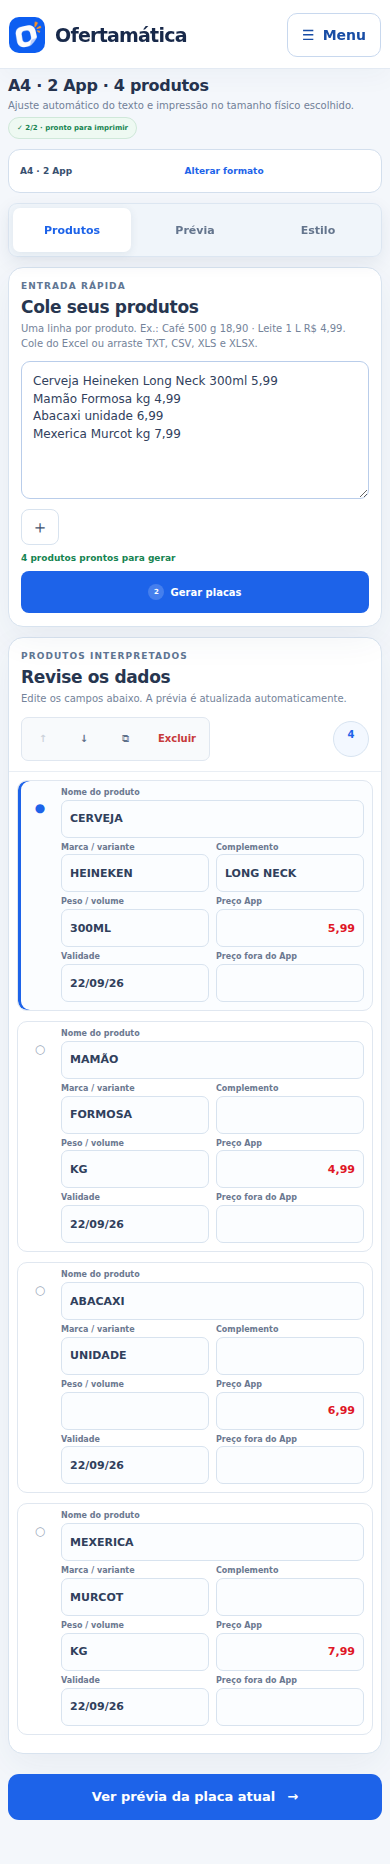 Ofertamática
☰ Menu
A4 · 2 App · 4 produtos
Ajuste automático do texto e impressão no tamanho físico escolhido.
✓ 2/2 · pronto para imprimir
A4 · 2 App
Alterar formato
Produtos
Prévia
Estilo
ENTRADA RÁPIDA
Cole seus produtos
Uma linha por produto. Ex.: Café 500 g 18,90 · Leite 1 L R$ 4,99.
Cole do Excel ou arraste TXT, CSV, XLS e XLSX.
Cerveja Heineken Long Neck 300ml 5,99
Mamão Formosa kg 4,99
Abacaxi unidade 6,99
Mexerica Murcot kg 7,99
+
4 produtos prontos para gerar
2 Gerar placas
PRODUTOS INTERPRETADOS
Revise os dados
Edite os campos abaixo. A prévia é atualizada automaticamente.
↑ ↓ ⧉ Excluir
4
Nome do produto
CERVEJA
Marca / variante Complemento
HEINEKEN LONG NECK
Peso / volume Preço App
300ML 5,99
Validade Preço fora do App
22/09/26
Nome do produto
MAMÃO
Marca / variante Complemento
FORMOSA
Peso / volume Preço App
KG 4,99
Validade Preço fora do App
22/09/26
Nome do produto
ABACAXI
Marca / variante Complemento
UNIDADE
Peso / volume Preço App
6,99
Validade Preço fora do App
22/09/26
Nome do produto
MEXERICA
Marca / variante Complemento
MURCOT
Peso / volume Preço App
KG 7,99
Validade Preço fora do App
22/09/26
Ver prévia da placa atual →